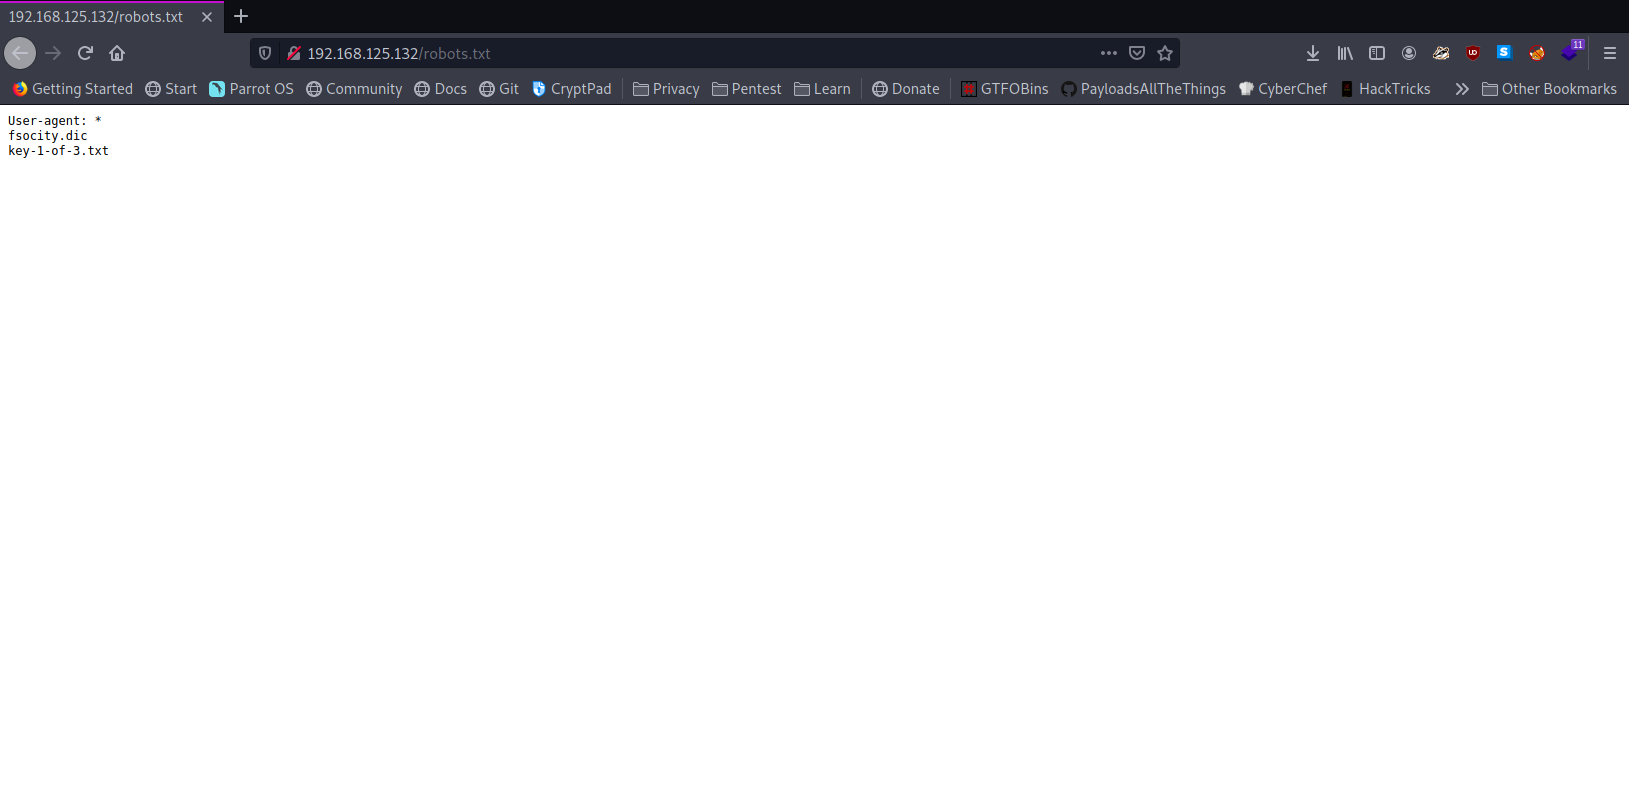 192.168.125.132/robots.txt
192.168.125.132/robots.txt
11
Getting Started Start Parrot OS Community Docs Git CryptPad Privacy Pentest Learn Donate GTFOBins PayloadsAllTheThings CyberChef HackTricks Other Bookmarks
User-agent: *
fsocity.dic
key-1-of-3.txt